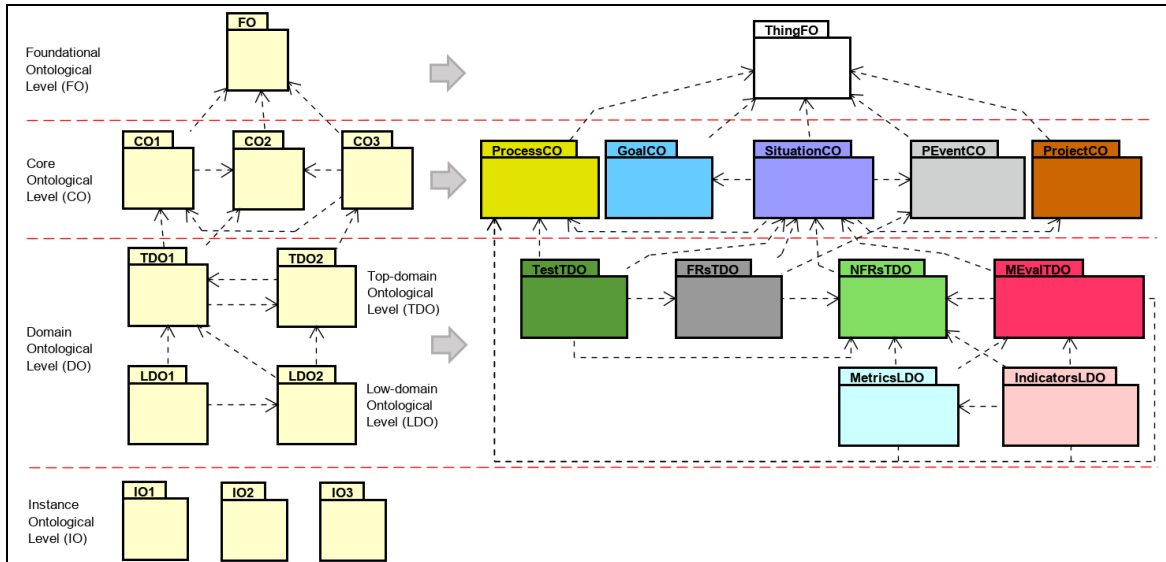 FO
ThingFO
Foundational
Ontological
Level (FO)
CO1
CO2
CO3
ProcessCO
GoalCO
SituationCO
PEventCO
ProjectCO
Core
Ontological
Level (CO)
TDO1
TDO2
Top-domain
Ontological
Level (TDO)
TestTDO
FRsTDO
NFRsTDO
MEvalTDO
Domain
Ontological
Level (DO)
LDO1
LDO2
Low-domain
Ontological
Level (LDO)
MetricsLDO
IndicatorsLDO
IO1
IO2
IO3
Instance
Ontological
Level (IO)